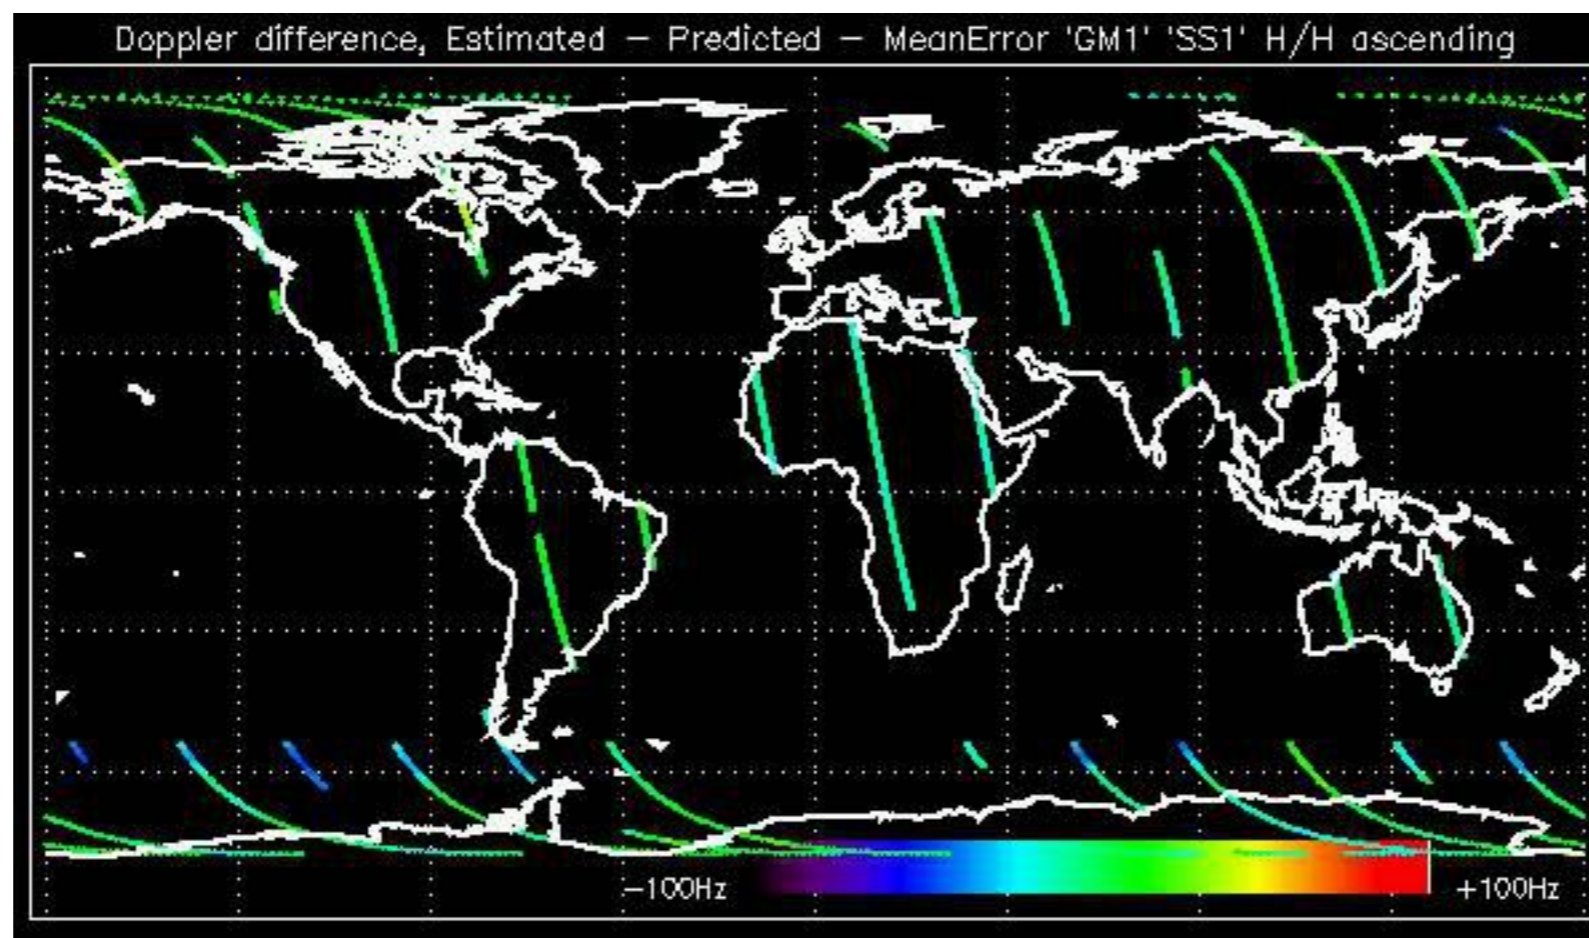 Doppler difference, Estimated – Predicted – MeanError 'GM1' 'SS1' H/H ascending
–100Hz +100Hz